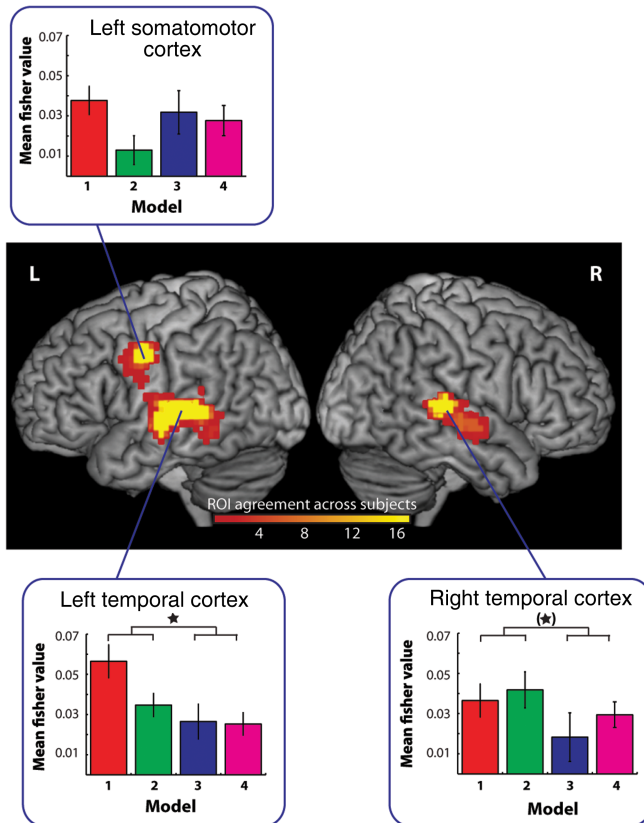 Left somatomotor
cortex
Mean fisher value
0.07
0.05
0.03
0.01
1 2 3 4
Model
L
R
ROI agreement across subjects
4 8 12 16
Left temporal cortex
★
Mean fisher value
0.07
0.05
0.03
0.01
1 2 3 4
Model
Right temporal cortex
(★)
Mean fisher value
0.07
0.05
0.03
0.01
1 2 3 4
Model